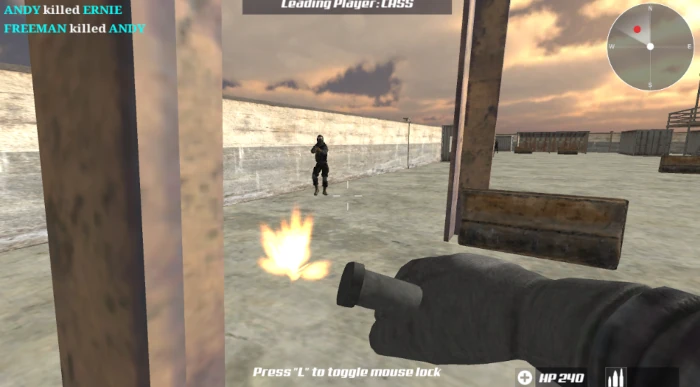 ANDY killed ERNIE
FREEMAN killed ANDY
Leading Player: CASS
N
W
E
S
Press "L" to toggle mouse lock
HP 240